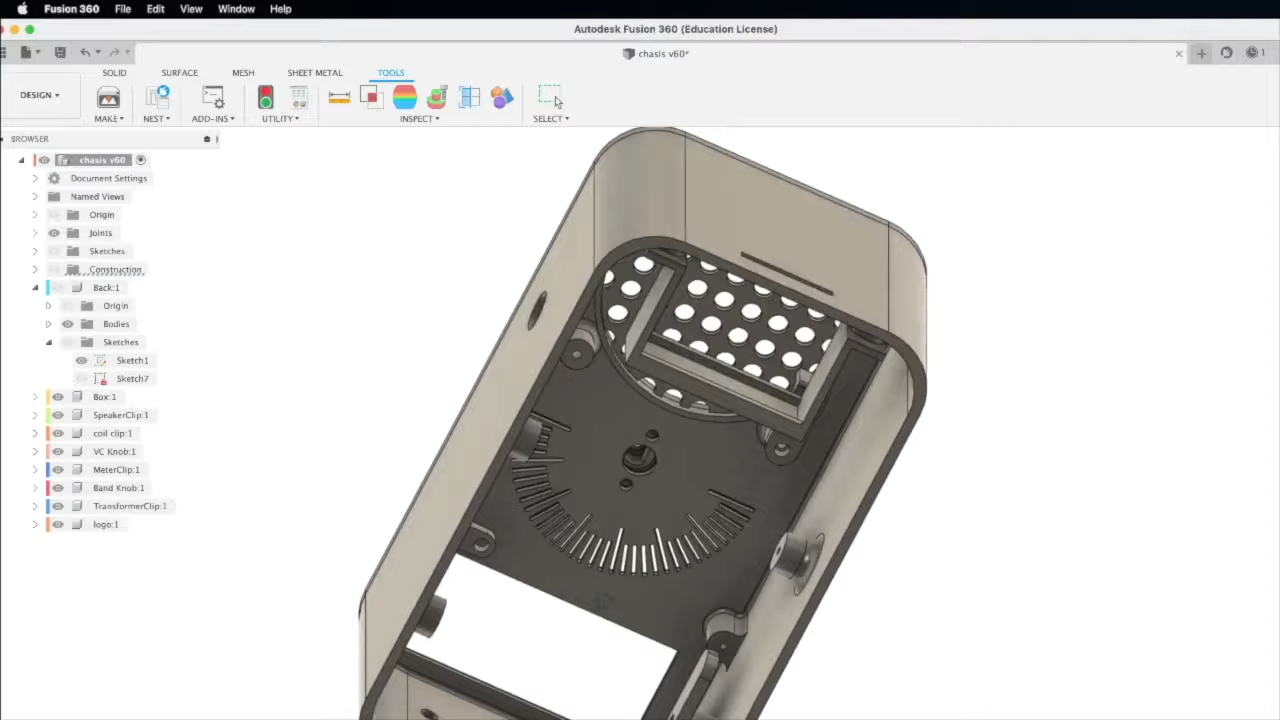 Fusion 360 File Edit View Window Help
Autodesk Fusion 360 (Education License)
chasis v60*
1
SOLID SURFACE MESH SHEET METAL TOOLS
DESIGN
MAKE NEST ADD-INS UTILITY INSPECT SELECT
BROWSER
chasis v60
Document Settings
Named Views
Origin
Joints
Sketches
Construction
Back:1
Origin
Bodies
Sketches
Sketch1
Sketch7
Box:1
SpeakerClip:1
coil clip:1
VC Knob:1
MeterClip:1
Band Knob:1
TransformerClip:1
logo:1